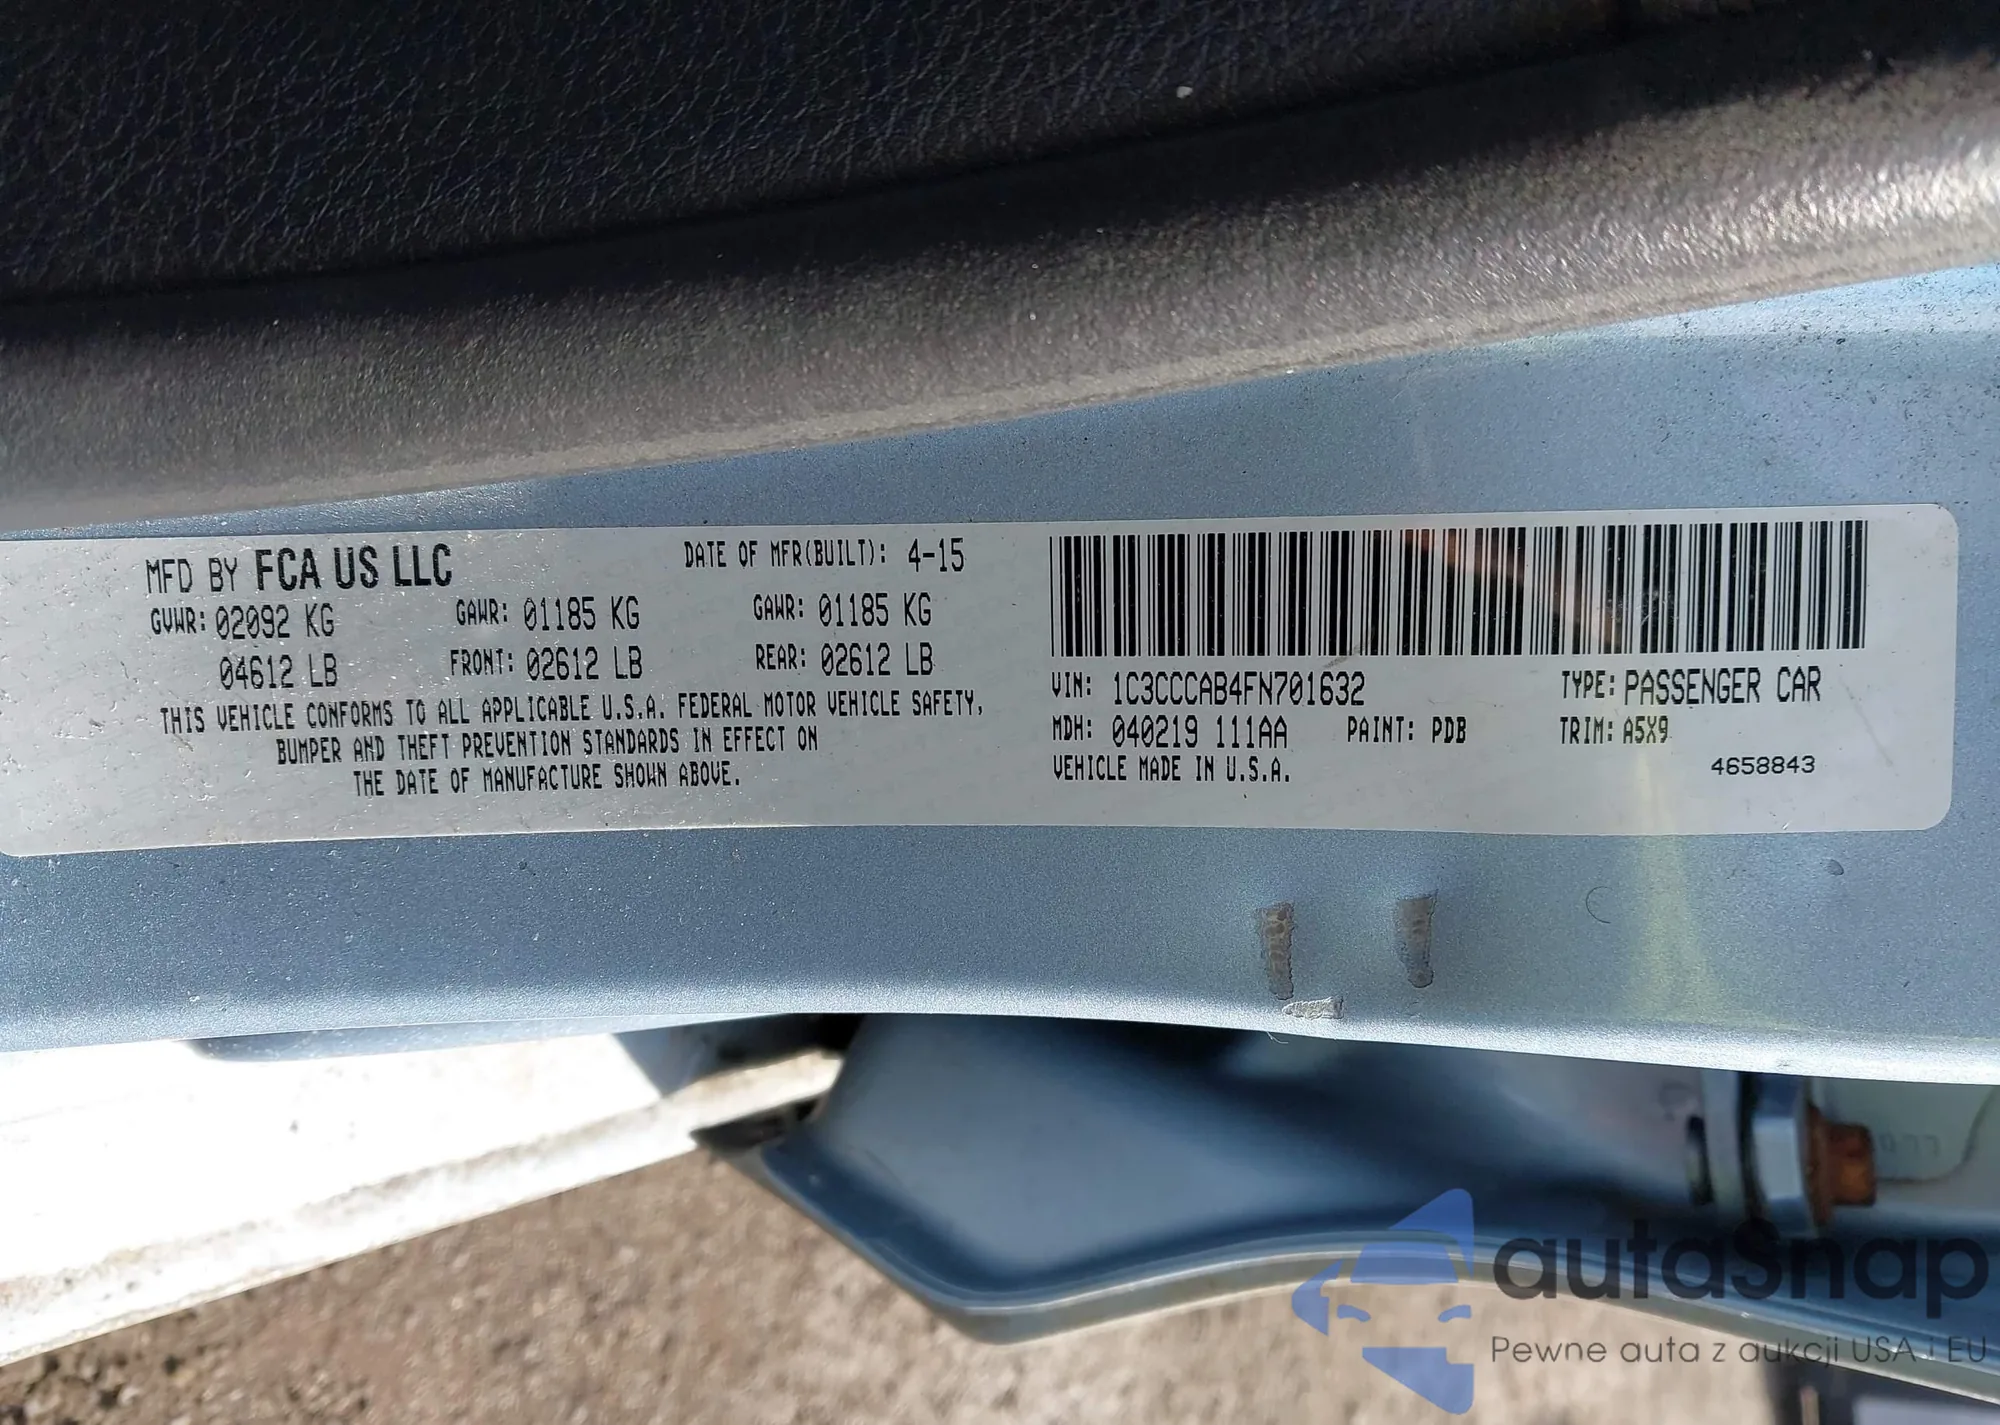 MFD BY FCA US LLC
DATE OF MFR(BUILT): 4-15
GVWR: 02092 KG
GAWR: 01185 KG
GAWR: 01185 KG
04612 LB
FRONT: 02612 LB
REAR: 02612 LB
THIS VEHICLE CONFORMS TO ALL APPLICABLE U.S.A. FEDERAL MOTOR VEHICLE SAFETY,
BUMPER AND THEFT PREVENTION STANDARDS IN EFFECT ON
THE DATE OF MANUFACTURE SHOWN ABOVE.
VIN: 1C3CCCAB4FN701632
TYPE: PASSENGER CAR
MDH: 040219 111AA
PAINT: PDB
TRIM: A5X9
VEHICLE MADE IN U.S.A.
4658843
autaSnap
Pewne auta z aukcji USA i EU